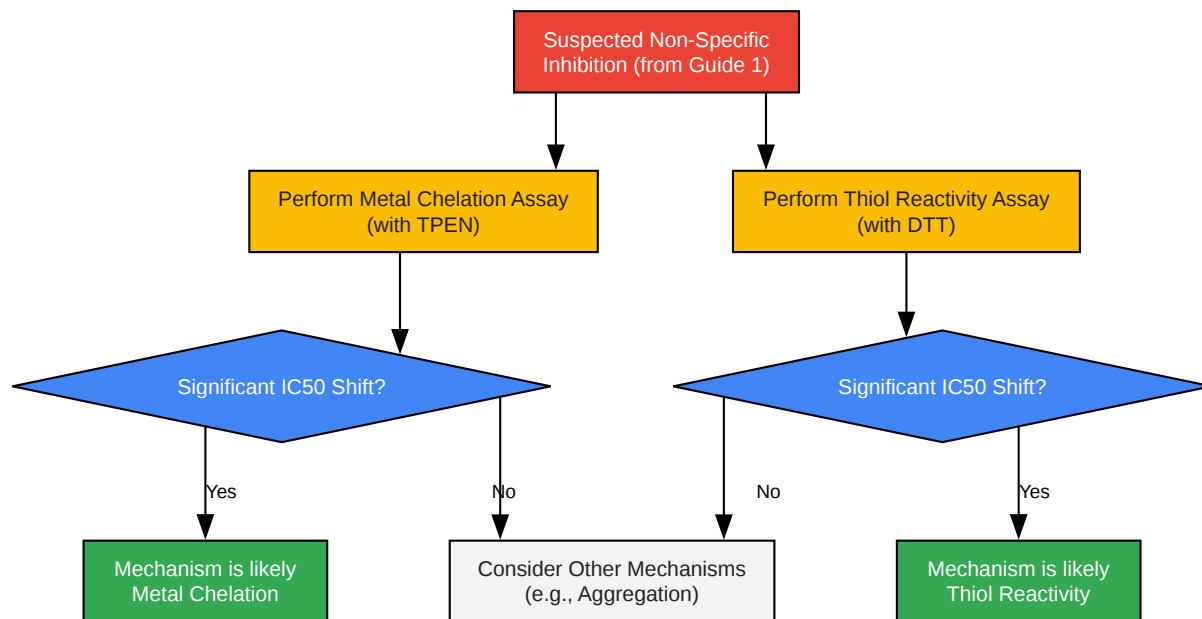 Suspected Non-Specific
Inhibition (from Guide 1)
Perform Metal Chelation Assay
(with TPEN)
Perform Thiol Reactivity Assay
(with DTT)
Significant IC50 Shift?
Significant IC50 Shift?
Yes
No
No
Yes
Mechanism is likely
Metal Chelation
Consider Other Mechanisms
(e.g., Aggregation)
Mechanism is likely
Thiol Reactivity